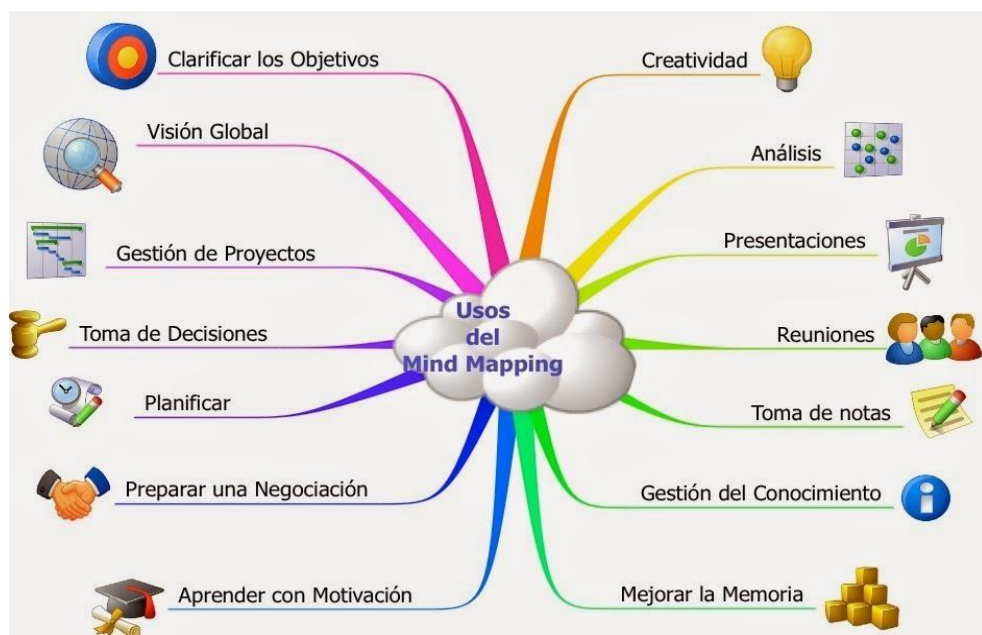 Clarificar los Objetivos
Visión Global
Gestión de Proyectos
Toma de Decisiones
Planificar
Preparar una Negociación
Aprender con Motivación
Usos
del
Mind Mapping
Creatividad
Análisis
Presentaciones
Reuniones
Toma de notas
Gestión del Conocimiento
Mejorar la Memoria